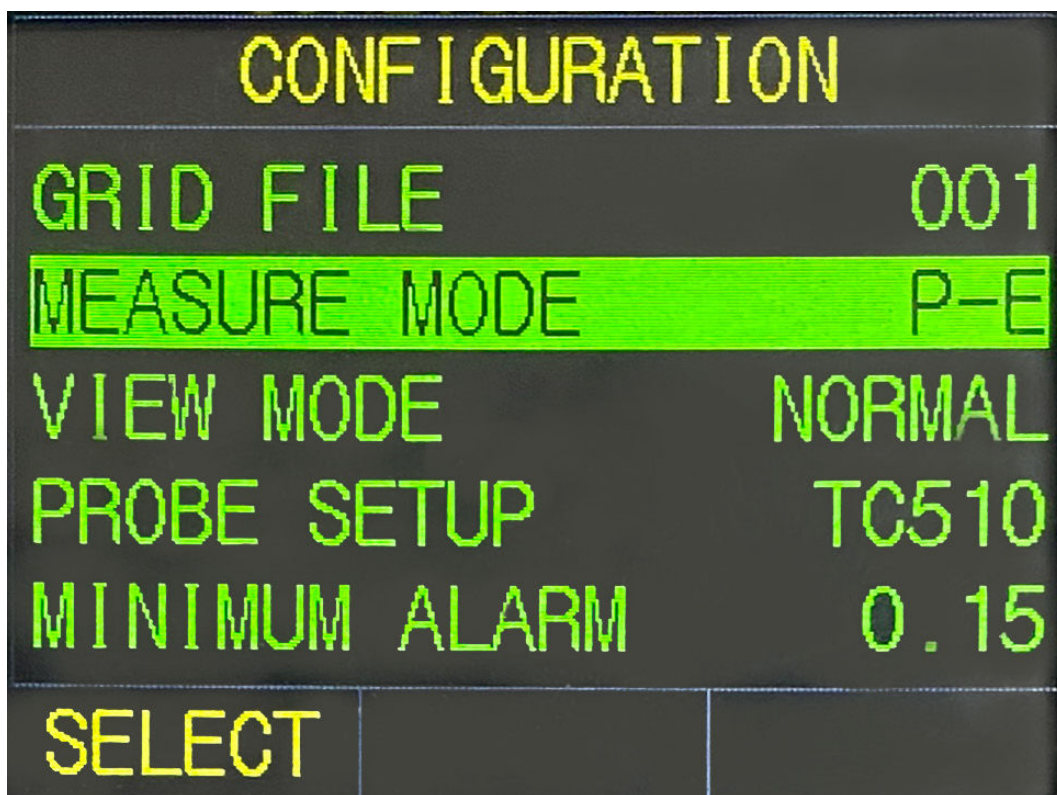 CONFIGURATION
GRID FILE 001
MEASURE MODE P-E
VIEW MODE NORMAL
PROBE SETUP TC510
MINIMUM ALARM 0.15
SELECT